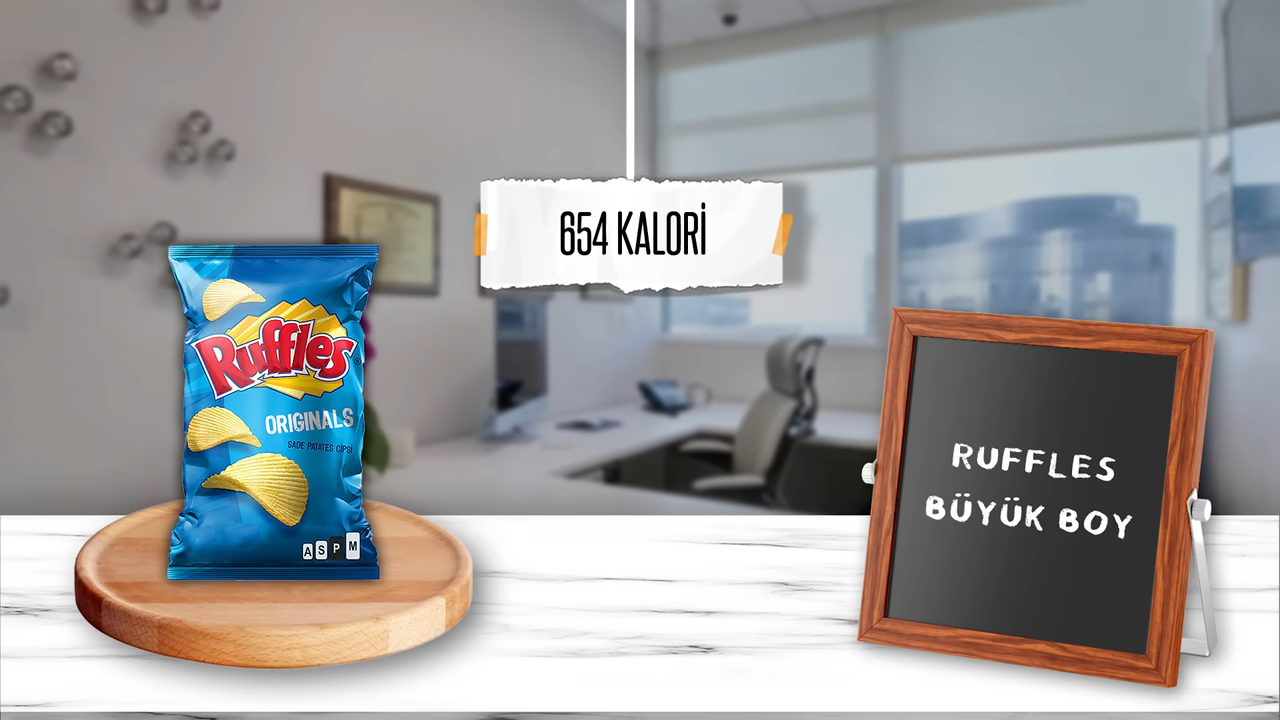 654 KALORİ
Ruffles
ORIGINALS
SADE PATATES CİPSİ
A S P M
RUFFLES
BÜYÜK BOY